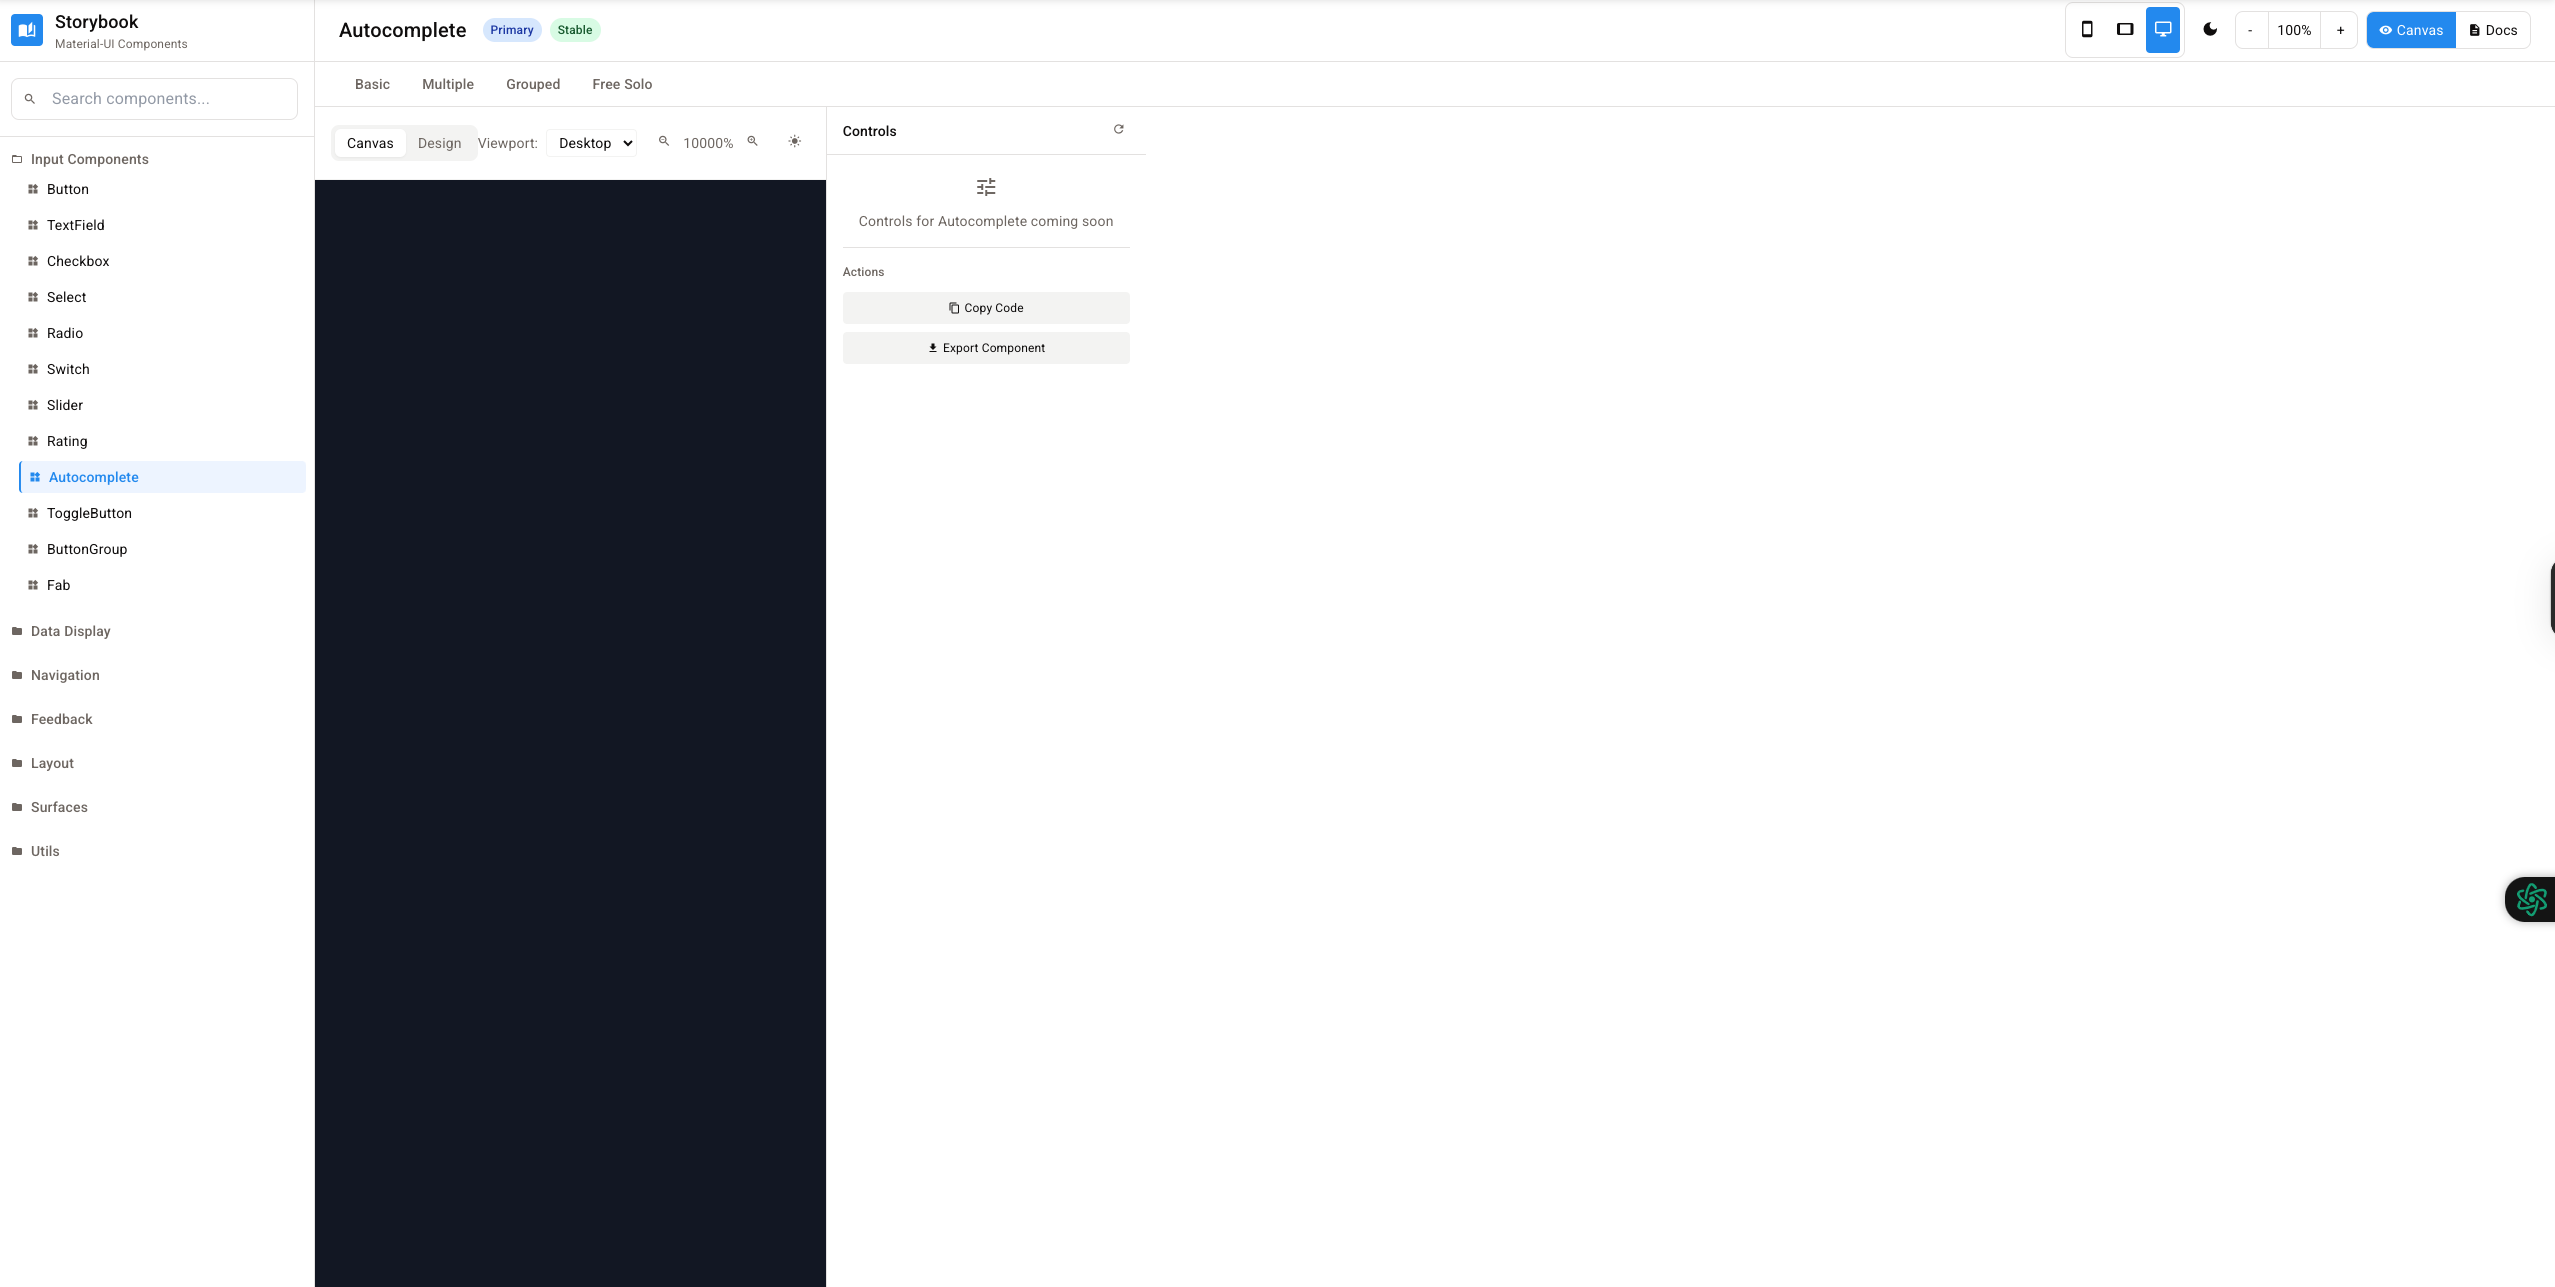 Storybook
Material-UI Components
Search components...
Input Components
Button
TextField
Checkbox
Select
Radio
Switch
Slider
Rating
Autocomplete
ToggleButton
ButtonGroup
Fab
Data Display
Navigation
Feedback
Layout
Surfaces
Utils
Autocomplete Primary Stable
- 100% + Canvas Docs
Basic Multiple Grouped Free Solo
Canvas Design Viewport: Desktop 10000%
Controls
Controls for Autocomplete coming soon
Actions
Copy Code
Export Component